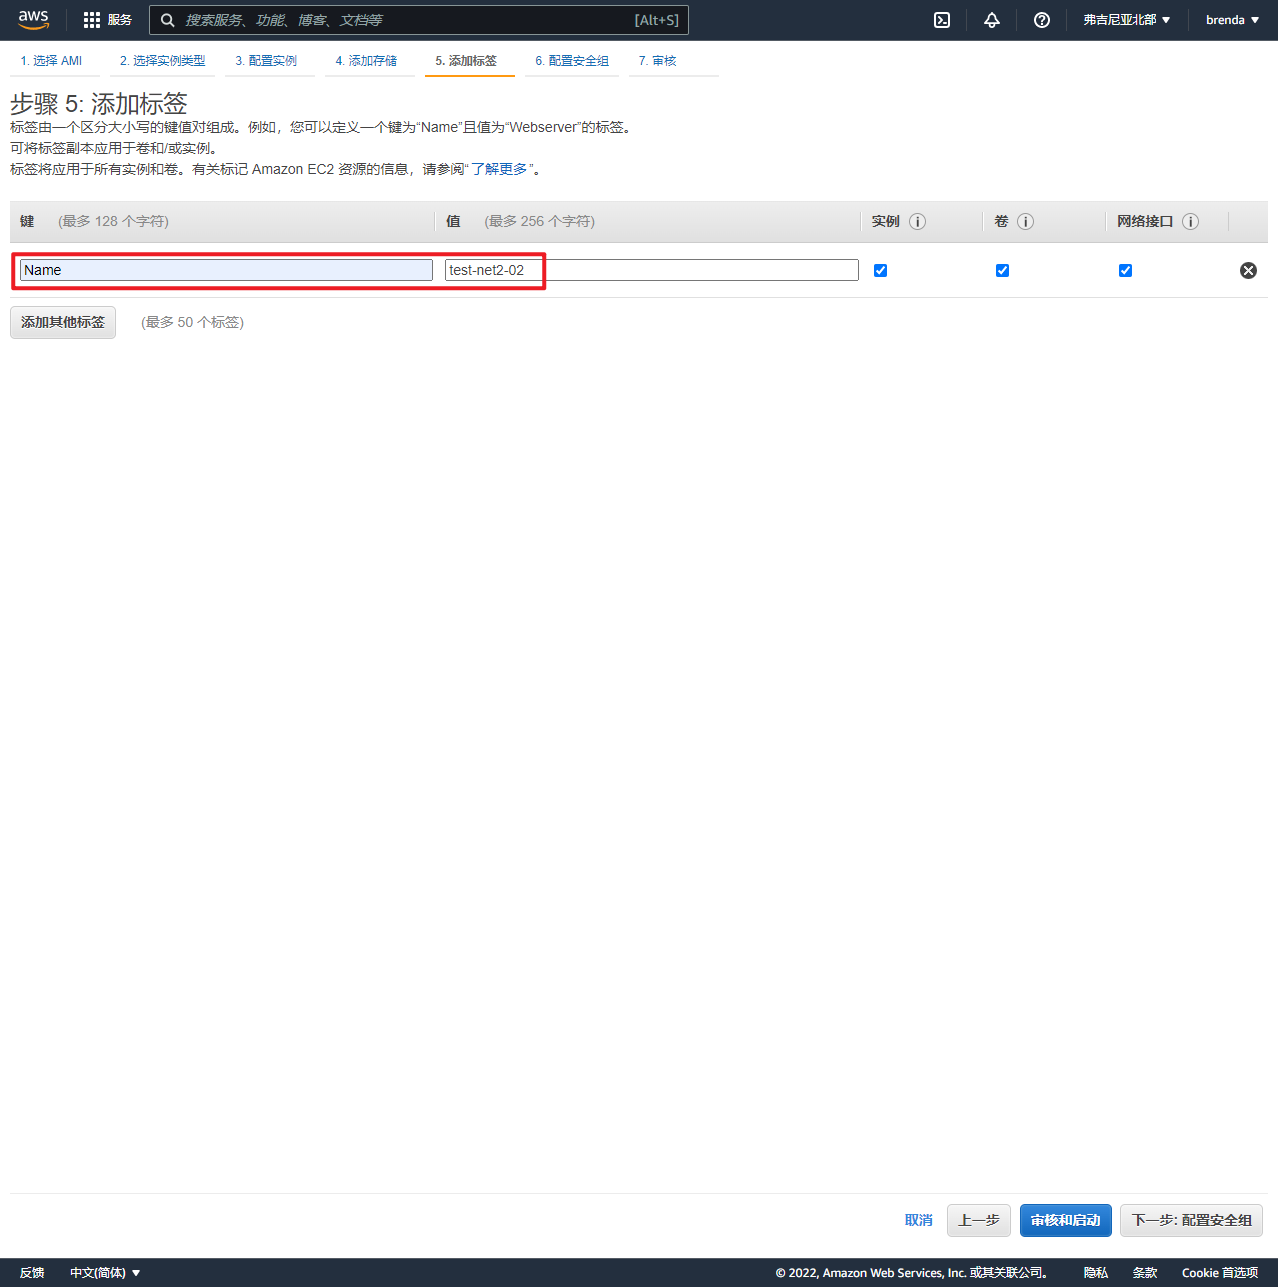 aws 服务 搜索服务、功能、博客、文档等 [Alt+S] 弗吉尼亚北部 brenda
1. 选择 AMI 2. 选择实例类型 3. 配置实例 4. 添加存储 5. 添加标签 6. 配置安全组 7. 审核
步骤 5: 添加标签
标签由一个区分大小写的键值对组成。例如，您可以定义一个键为“Name”且值为“Webserver”的标签。
可将标签副本应用于卷和/或实例。
标签将应用于所有实例和卷。有关标记 Amazon EC2 资源的信息，请参阅“了解更多”。
键 (最多 128 个字符) 值 (最多 256 个字符) 实例 卷 网络接口
Name test-net2-02
添加其他标签 (最多 50 个标签)
取消 上一步 审核和启动 下一步: 配置安全组
反馈 中文(简体) © 2022, Amazon Web Services, Inc. 或其关联公司。 隐私 条款 Cookie 首选项